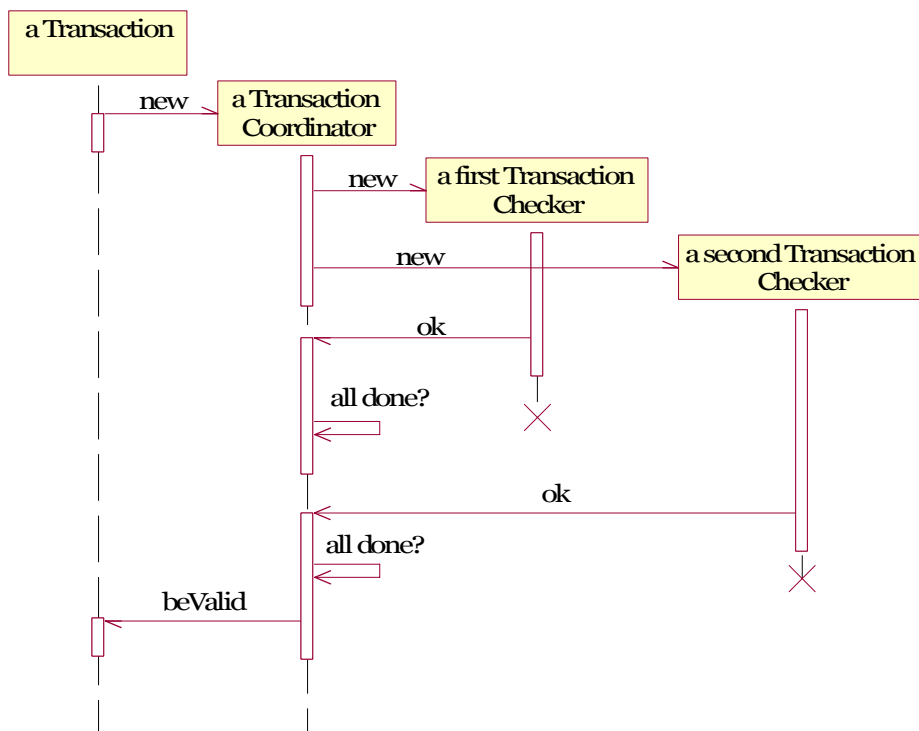 a Transaction
new
a Transaction
Coordinator
new
a first Transaction
Checker
new
a second Transaction
Checker
ok
all done?
ok
all done?
beValid